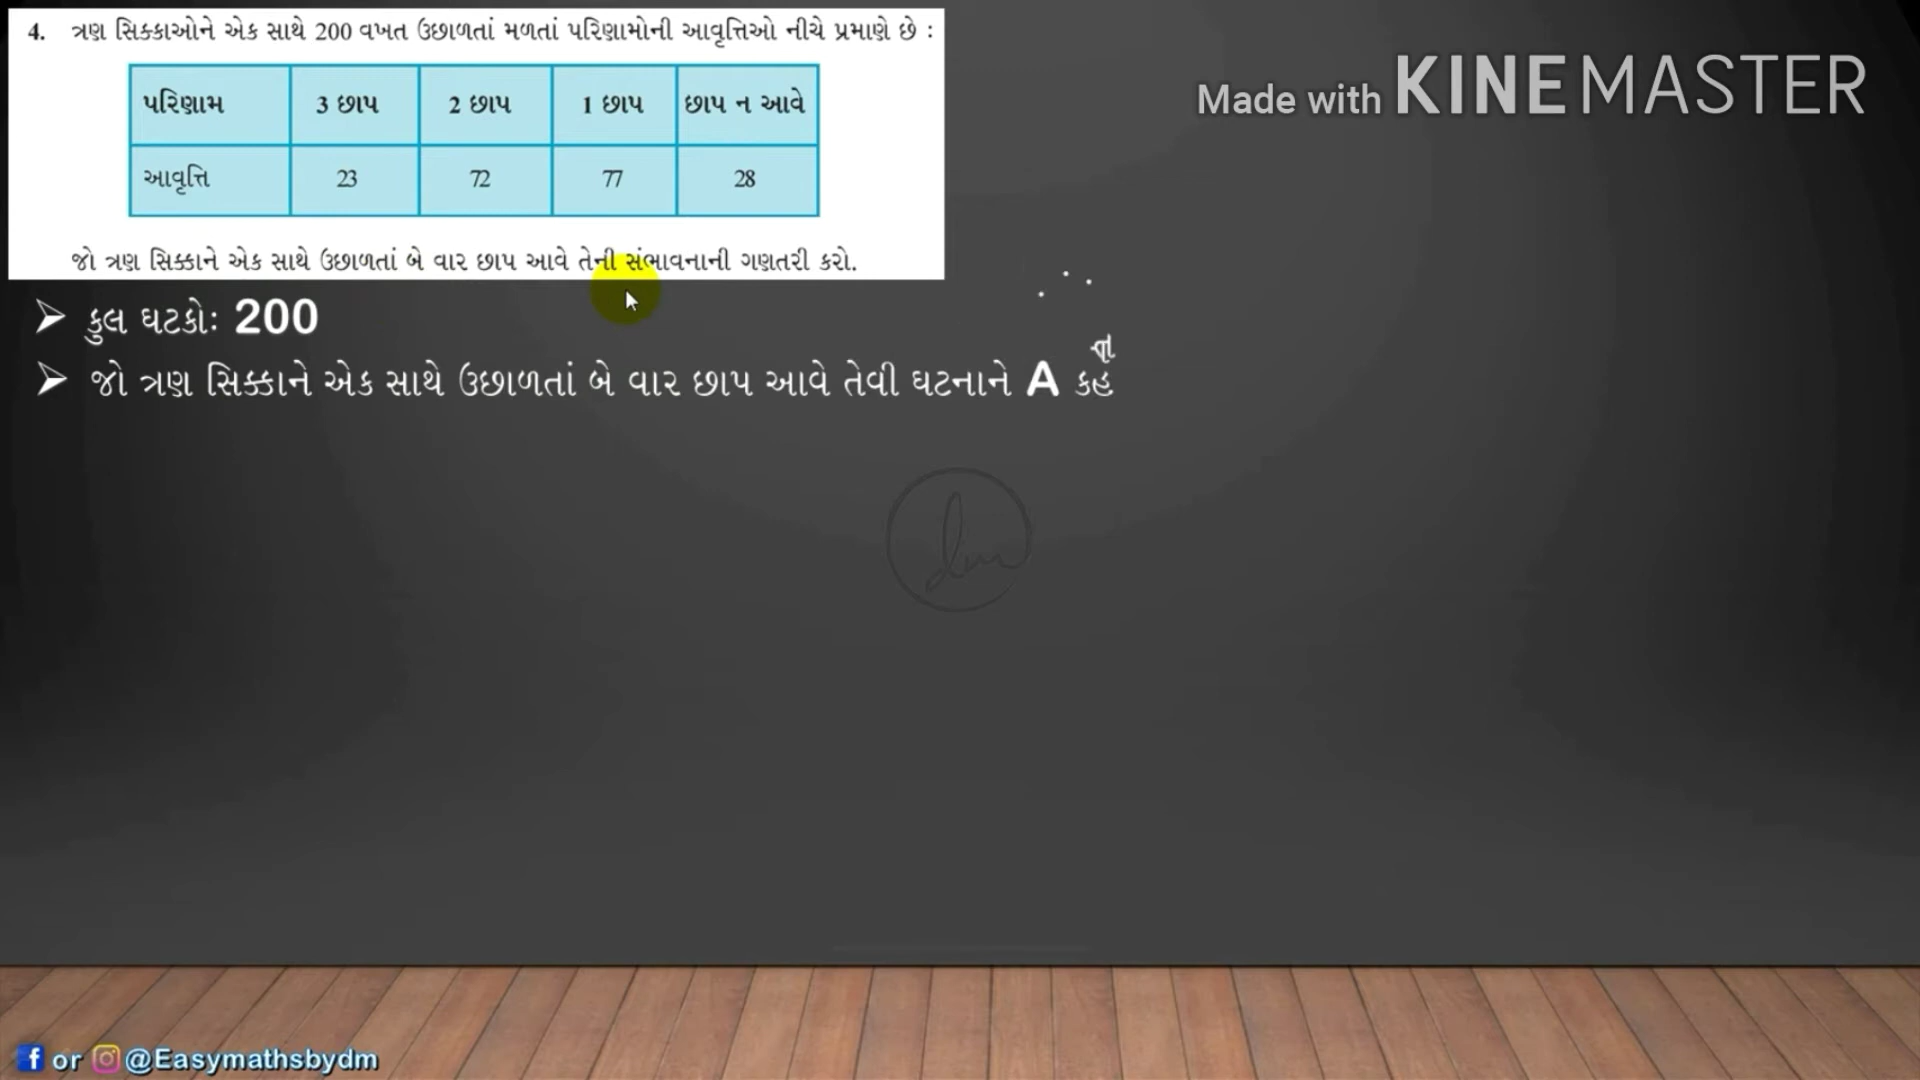 4. ત્રણ સિક્કાઓને એક સાથે 200 વખત ઉછાળતાં મળતાં પરિણામોની આવૃત્તિઓ નીચે પ્રમાણે છે :
Made with KINEMASTER
પરિણામ 3 છાપ 2 છાપ 1 છાપ છાપ ન આવે
આવૃત્તિ 23 72 77 28
જો ત્રણ સિક્કાને એક સાથે ઉછાળતાં બે વાર છાપ આવે તેની સંભાવનાની ગણતરી કરો.
➢ કુલ ઘટકો: 200
➢ જો ત્રણ સિક્કાને એક સાથે ઉછાળતાં બે વાર છાપ આવે તેવી ઘટનાને A કહ
dm
f or @Easymathsbydm